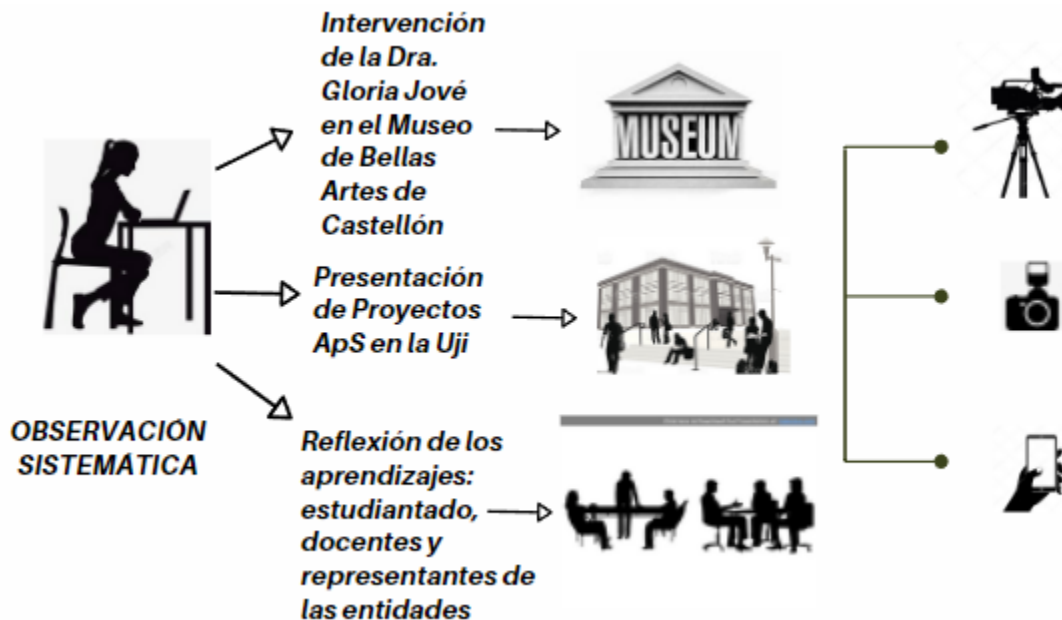 Intervención
de la Dra.
Gloria Jové
en el Museo
de Bellas
Artes de
Castellón
MUSEUM
Presentación
de Proyectos
ApS en la Uji
OBSERVACIÓN
SISTEMÁTICA
Reflexión de los
aprendizajes:
estudiantado,
docentes y
representantes de
las entidades